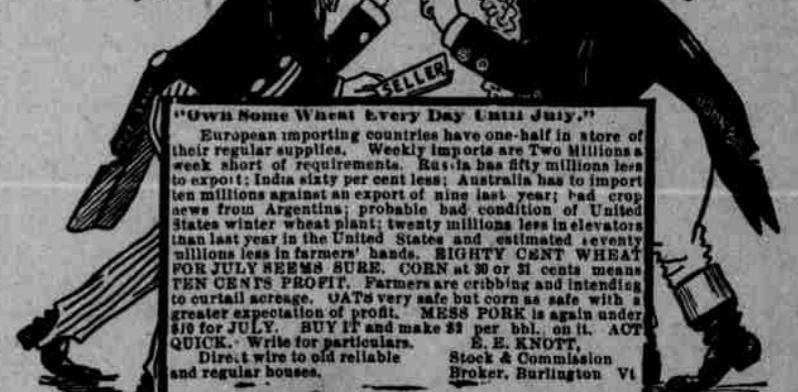 SELLER
"Own Some Wheat Every Day Until July."
European importing countries have one-half in store of
their regular supplies. Weekly imports are Two Millions a
week short of requirements. Russia has fifty millions less
to export; India sixty per cent less; Australia has to import
ten millions against an export of nine last year; bad crop
news from Argentina; probable bad condition of United
States winter wheat plant; twenty millions less in elevators
than last year in the United States and estimated seventy
millions less in farmers' hands. EIGHTY CENT WHEAT
FOR JULY SEEMS SURE. CORN at 30 or 31 cents means
TEN CENTS PROFIT. Farmers are cribbing and intending
to curtail acreage. OATS very safe but corn as safe with a
greater expectation of profit. MESS PORK is again under
$10 for JULY. BUY IT and make $2 per bbl. on it. ACT
QUICK. Write for particulars. E. E. KNOTT,
Direct wire to old reliable Stock & Commission
and regular houses. Broker, Burlington Vt